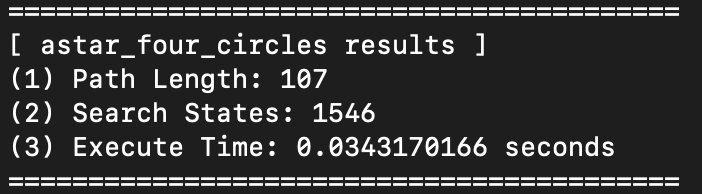 ==========================================
[ astar_four_circles results ]
(1) Path Length: 107
(2) Search States: 1546
(3) Execute Time: 0.0343170166 seconds
==========================================